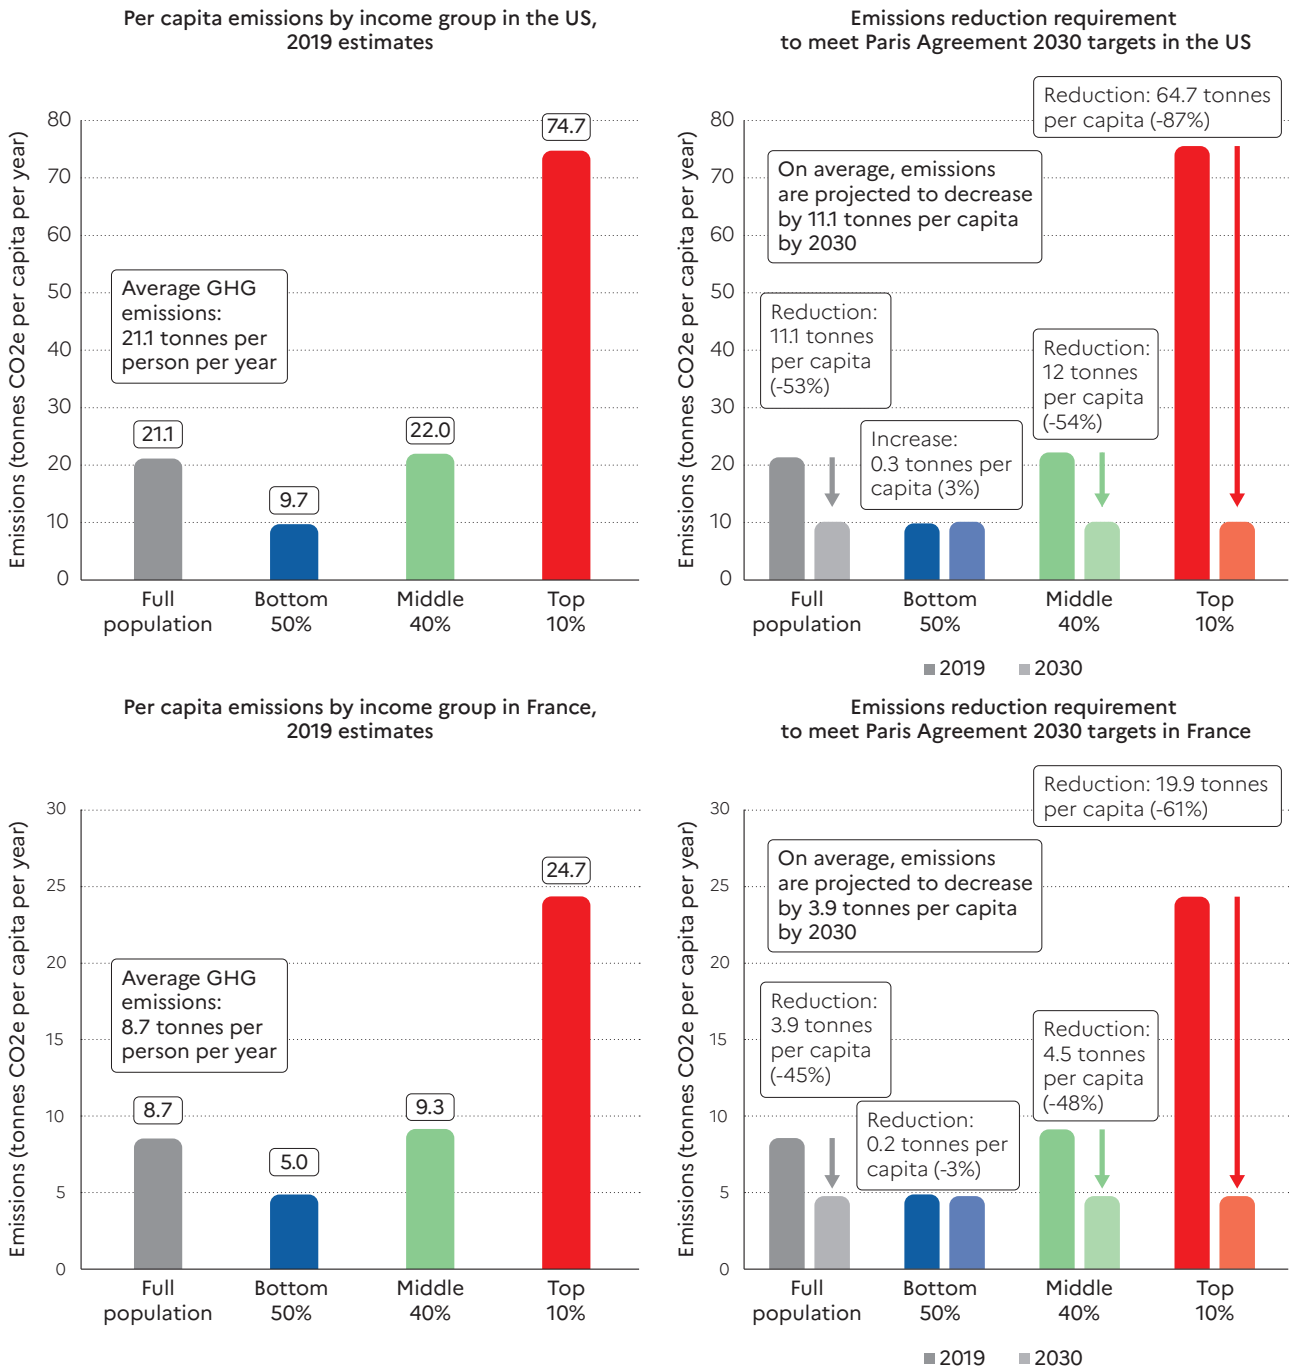 Per capita emissions by income group in the US,
2019 estimates
Emissions (tonnes CO2e per capita per year)
80
70
60
50
40
30
20
10
0
Average GHG
emissions:
21.1 tonnes per
person per year
21.1
9.7
22.0
74.7
Full
population
Bottom
50%
Middle
40%
Top
10%
Emissions reduction requirement
to meet Paris Agreement 2030 targets in the US
Emissions (tonnes CO2e per capita per year)
80
70
60
50
40
30
20
10
0
Reduction: 64.7 tonnes
per capita (-87%)
On average, emissions
are projected to decrease
by 11.1 tonnes per capita
by 2030
Reduction:
11.1 tonnes
per capita
(-53%)
Increase:
0.3 tonnes per
capita (3%)
Reduction:
12 tonnes
per capita
(-54%)
Full
population
Bottom
50%
Middle
40%
Top
10%
2019 2030
Per capita emissions by income group in France,
2019 estimates
Emissions (tonnes CO2e per capita per year)
30
25
20
15
10
5
0
Average GHG
emissions:
8.7 tonnes per
person per year
8.7
5.0
9.3
24.7
Full
population
Bottom
50%
Middle
40%
Top
10%
Emissions reduction requirement
to meet Paris Agreement 2030 targets in France
Emissions (tonnes CO2e per capita per year)
30
25
20
15
10
5
0
Reduction: 19.9 tonnes
per capita (-61%)
On average, emissions
are projected to decrease
by 3.9 tonnes per capita
by 2030
Reduction:
3.9 tonnes
per capita
(-45%)
Reduction:
0.2 tonnes per
capita (-3%)
Reduction:
4.5 tonnes
per capita
(-48%)
Full
population
Bottom
50%
Middle
40%
Top
10%
2019 2030